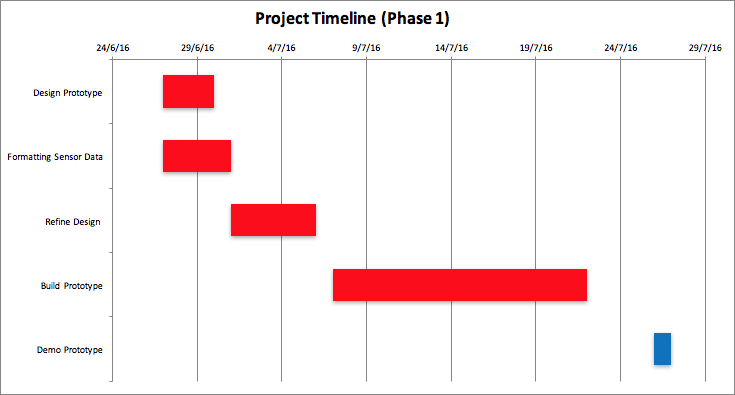 Project Timeline (Phase 1)
24/6/16 29/6/16 4/7/16 9/7/16 14/7/16 19/7/16 24/7/16 29/7/16
Design Prototype
Formatting Sensor Data
Refine Design
Build Prototype
Demo Prototype